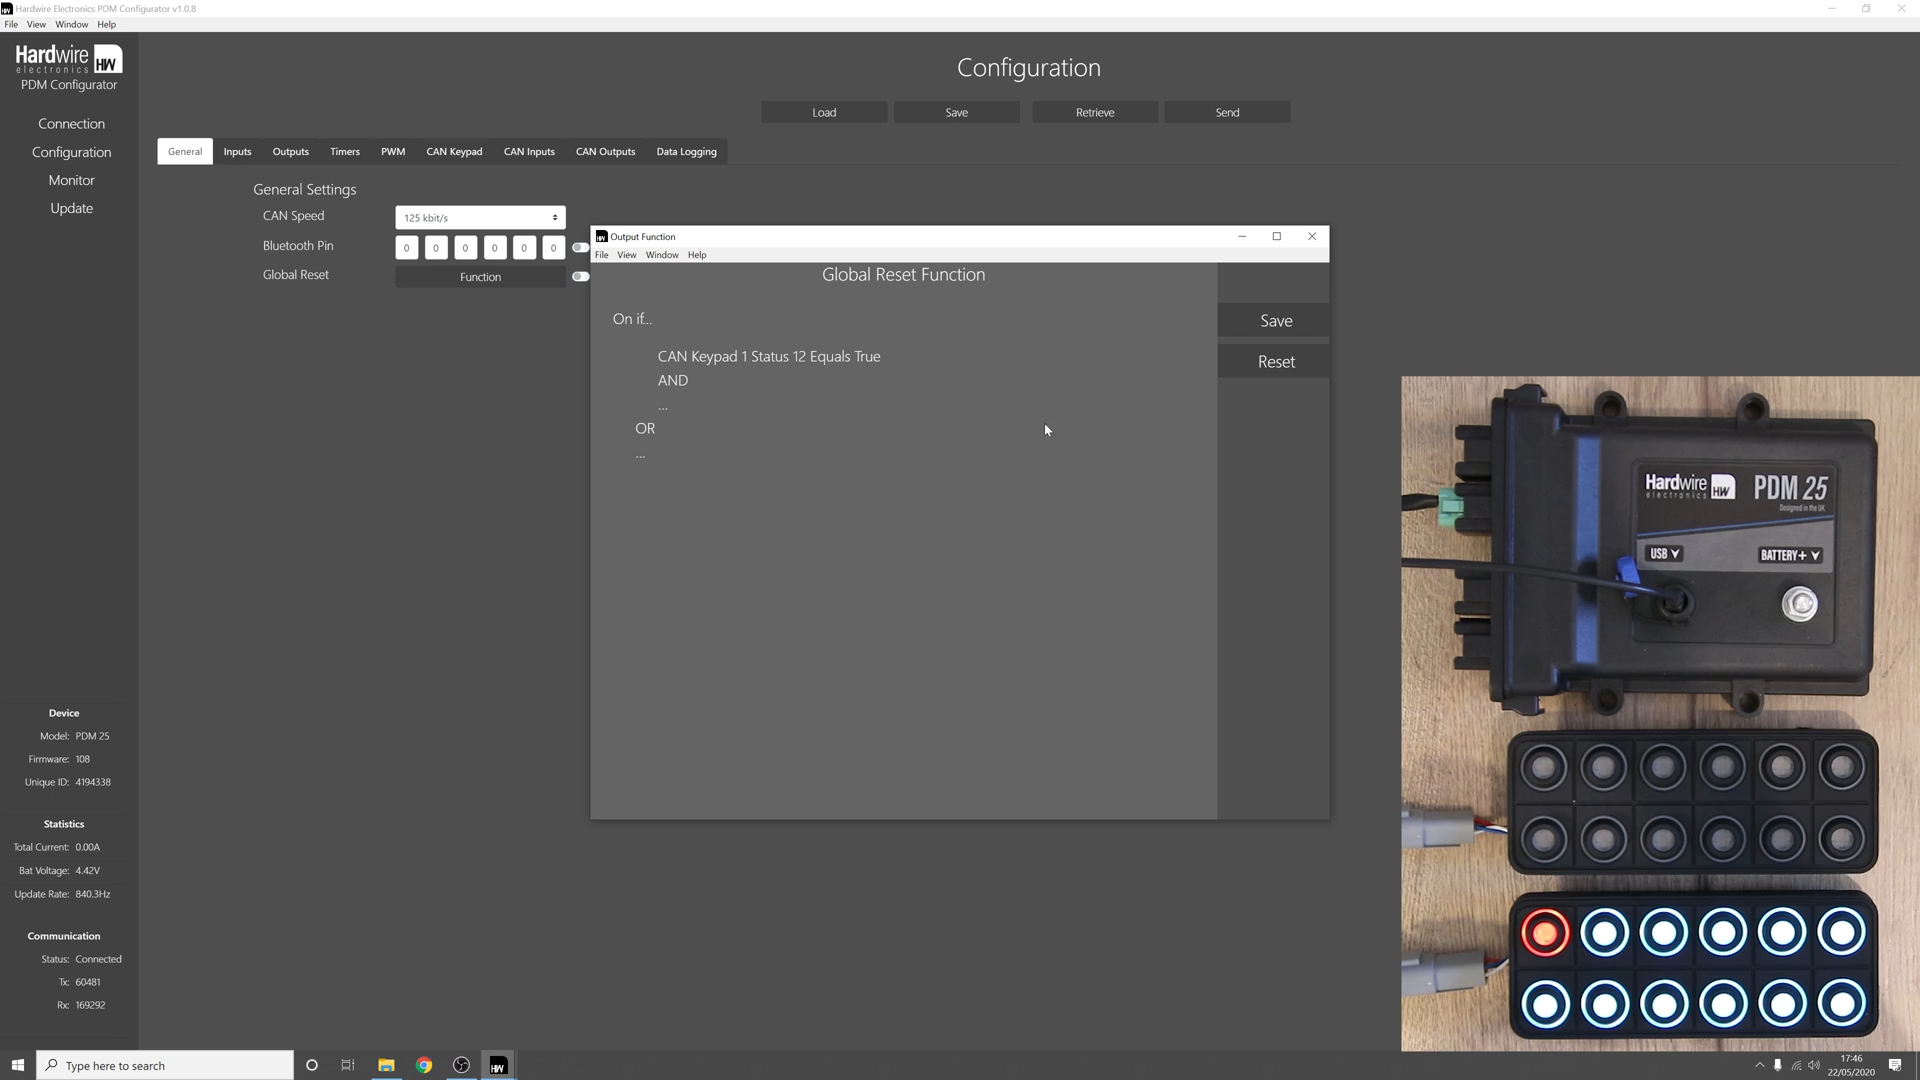 Hardwire Electronics PDM Configurator v1.0.8
File View Window Help
Hardwire
electronics HW
PDM Configurator
Connection
Configuration
Monitor
Update
Configuration
Load Save Retrieve Send
General Inputs Outputs Timers PWM CAN Keypad CAN Inputs CAN Outputs Data Logging
General Settings
CAN Speed 125 kbit/s
Bluetooth Pin 0 0 0 0 0 0
Global Reset Function
Output Function
File View Window Help
Global Reset Function
On if...
CAN Keypad 1 Status 12 Equals True
AND
...
OR
...
Save
Reset
Device
Model: PDM 25
Firmware: 108
Unique ID: 4194338
Statistics
Total Current: 0.00A
Bat Voltage: 4.42V
Update Rate: 840.3Hz
Communication
Status: Connected
Tx: 60481
Rx: 169292
Hardwire
electronics HW
PDM 25
Designed in the UK
USB
BATTERY+
Type here to search
HW
17:46
22/05/2020